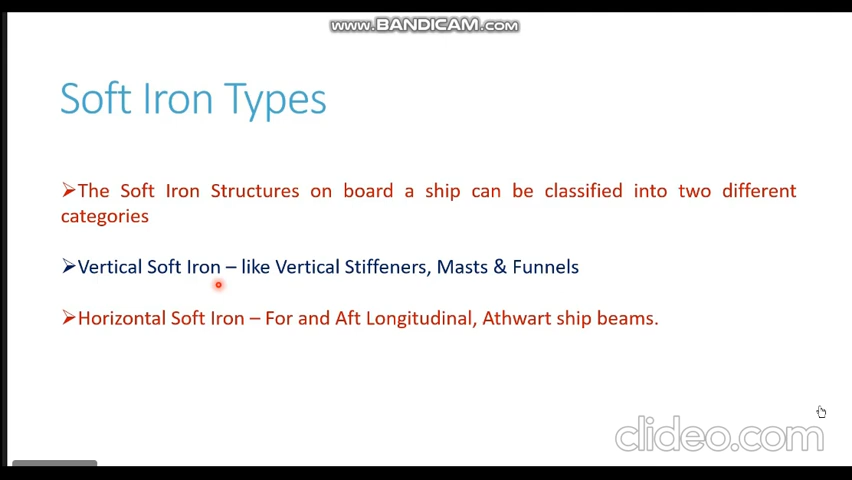 www.BANDICAM.com
Soft Iron Types
➢The Soft Iron Structures on board a ship can be classified into two different
categories
➢Vertical Soft Iron – like Vertical Stiffeners, Masts & Funnels
➢Horizontal Soft Iron – For and Aft Longitudinal, Athwart ship beams.
clideo.com